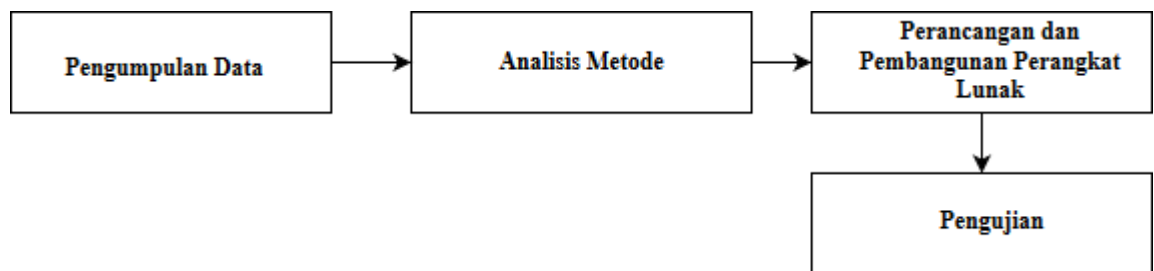 Pengumpulan Data
Analisis Metode
Perancangan dan
Pembangunan Perangkat
Lunak
Pengujian